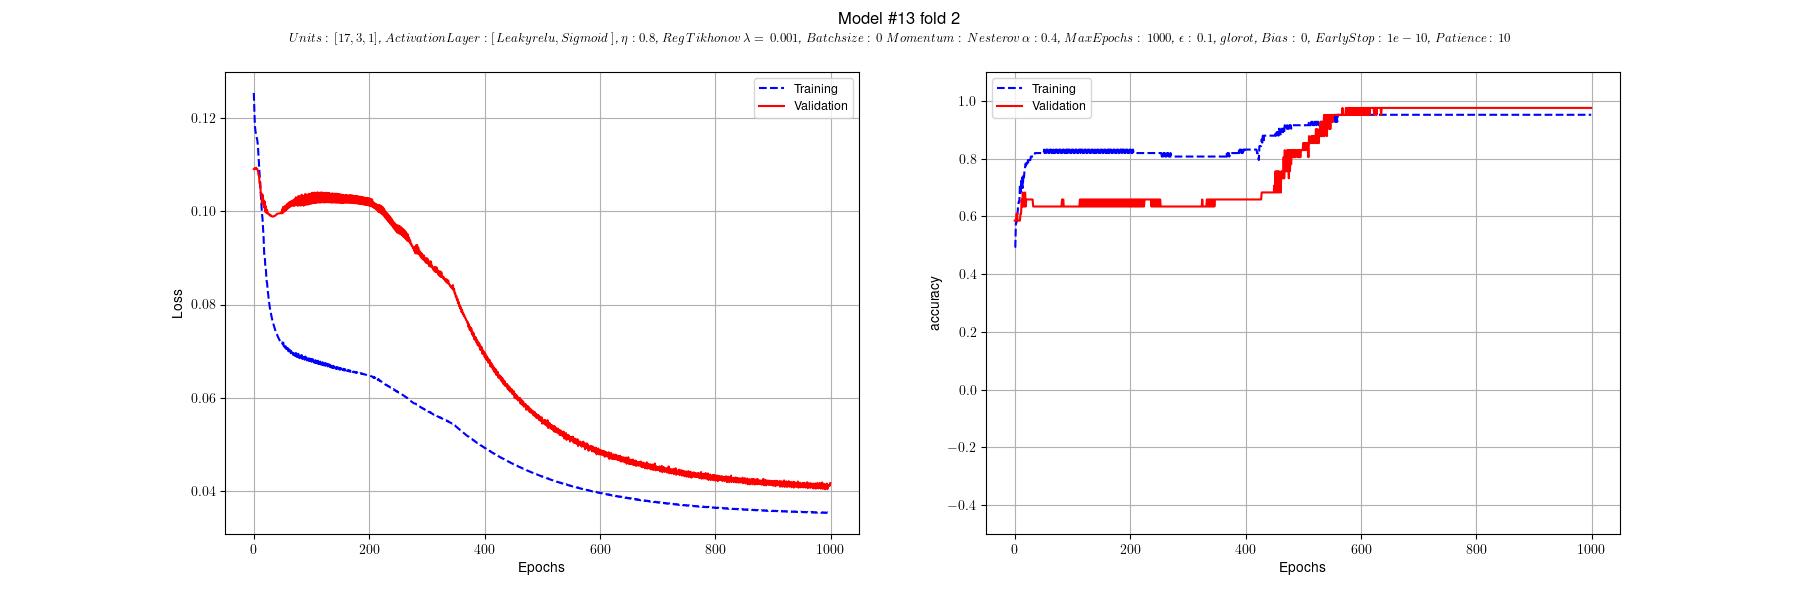 Model #13 fold 2
Units : [17, 3, 1], ActivationLayer : [Leakyrelu, Sigmoid], η : 0.8, RegTikhonov λ = 0.001, Batchsize : 0 Momentum : Nesterov α : 0.4, MaxEpochs : 1000, ϵ : 0.1, glorot, Bias : 0, EarlyStop : 1e − 10, Patience : 10
Training
Validation
0.12
0.10
0.08
0.06
0.04
Loss
0 200 400 600 800 1000
Epochs
Training
Validation
1.0
0.8
0.6
0.4
0.2
0.0
−0.2
−0.4
accuracy
0 200 400 600 800 1000
Epochs